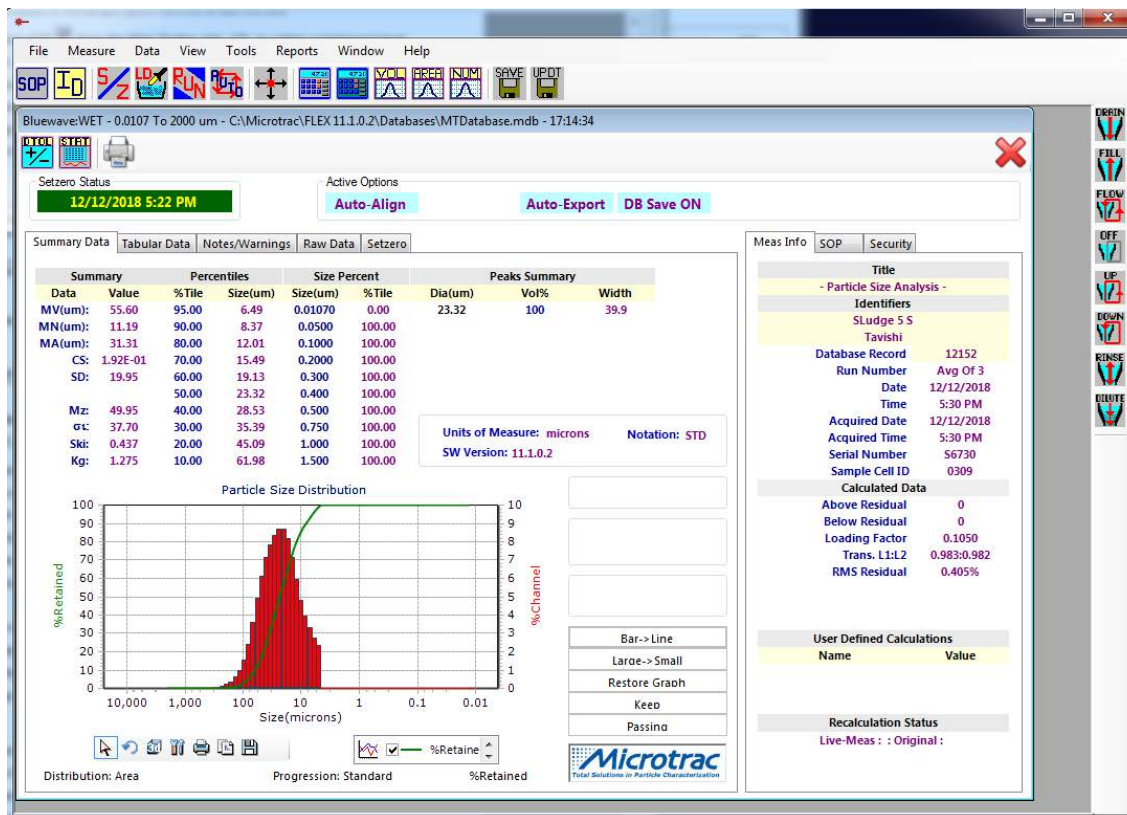 File Measure Data View Tools Reports Window Help
SOP ID S/Z LD RUN AUTO 4721 4721 VOL AREA NUM SAVE UPDT
Bluewave:WET - 0.0107 To 2000 um - C:\Microtrac\FLEX 11.1.0.2\Databases\MTDatabase.mdb - 17:14:34
DTOL STAT
Setzero Status Active Options
12/12/2018 5:22 PM Auto-Align Auto-Export DB Save ON
Summary Data Tabular Data Notes/Warnings Raw Data Setzero
Summary Percentiles Size Percent Peaks Summary
Data Value %Tile Size(um) Size(um) %Tile Dia(um) Vol% Width
MV(um): 55.60 95.00 6.49 0.01070 0.00 23.32 100 39.9
MN(um): 11.19 90.00 8.37 0.0500 100.00
MA(um): 31.31 80.00 12.01 0.1000 100.00
CS: 1.92E-01 70.00 15.49 0.2000 100.00
SD: 19.95 60.00 19.13 0.300 100.00
50.00 23.32 0.400 100.00
Mz: 49.95 40.00 28.53 0.500 100.00
σι: 37.70 30.00 35.39 0.750 100.00
Ski: 0.437 20.00 45.09 1.000 100.00
Kg: 1.275 10.00 61.98 1.500 100.00
Units of Measure: microns Notation: STD
SW Version: 11.1.0.2
Particle Size Distribution
%Retained
100
90
80
70
60
50
40
30
20
10
0
10
9
8
7
6
5
4
3
2
1
0
%Channel
10,000 1,000 100 10 1 0.1 0.01
Size(microns)
%Retaine
Distribution: Area Progression: Standard %Retained
Bar->Line
Large->Small
Restore Graph
Keep
Passing
Microtrac
Total Solutions in Particle Characterization
Meas Info SOP Security
Title
- Particle Size Analysis -
Identifiers
SLudge 5 S
Tavishi
Database Record 12152
Run Number Avg Of 3
Date 12/12/2018
Time 5:30 PM
Acquired Date 12/12/2018
Acquired Time 5:30 PM
Serial Number S6730
Sample Cell ID 0309
Calculated Data
Above Residual 0
Below Residual 0
Loading Factor 0.1050
Trans. L1:L2 0.983:0.982
RMS Residual 0.405%
User Defined Calculations
Name Value
Recalculation Status
Live-Meas : : Original :
DRAIN
FILL
FLOW
OFF
UP
DOWN
RINSE
DILUTE